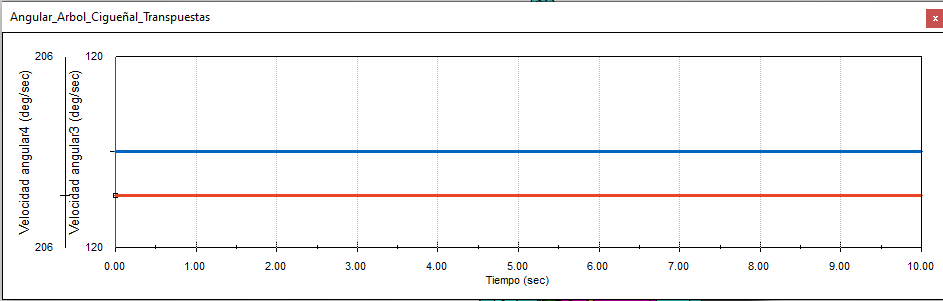 Angular_Arbol_Cigueñal_Transpuestas
x
206
120
Velocidad angular4 (deg/sec)
Velocidad angular3 (deg/sec)
206
120
0.00 1.00 2.00 3.00 4.00 5.00 6.00 7.00 8.00 9.00 10.00
Tiempo (sec)